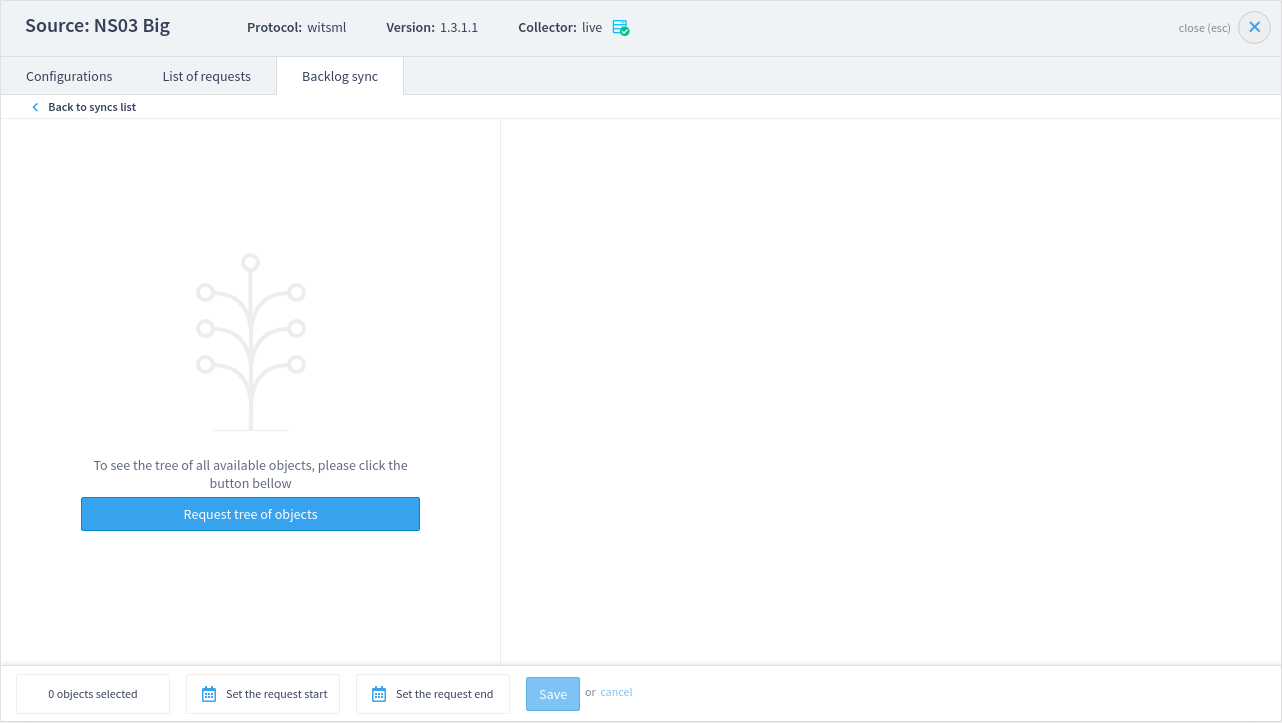 Source: NS03 Big
Protocol: witsml
Version: 1.3.1.1
Collector: live
close (esc)
Configurations
List of requests
Backlog sync
Back to syncs list
To see the tree of all available objects, please click the
button bellow
Request tree of objects
0 objects selected
Set the request start
Set the request end
Save
or cancel